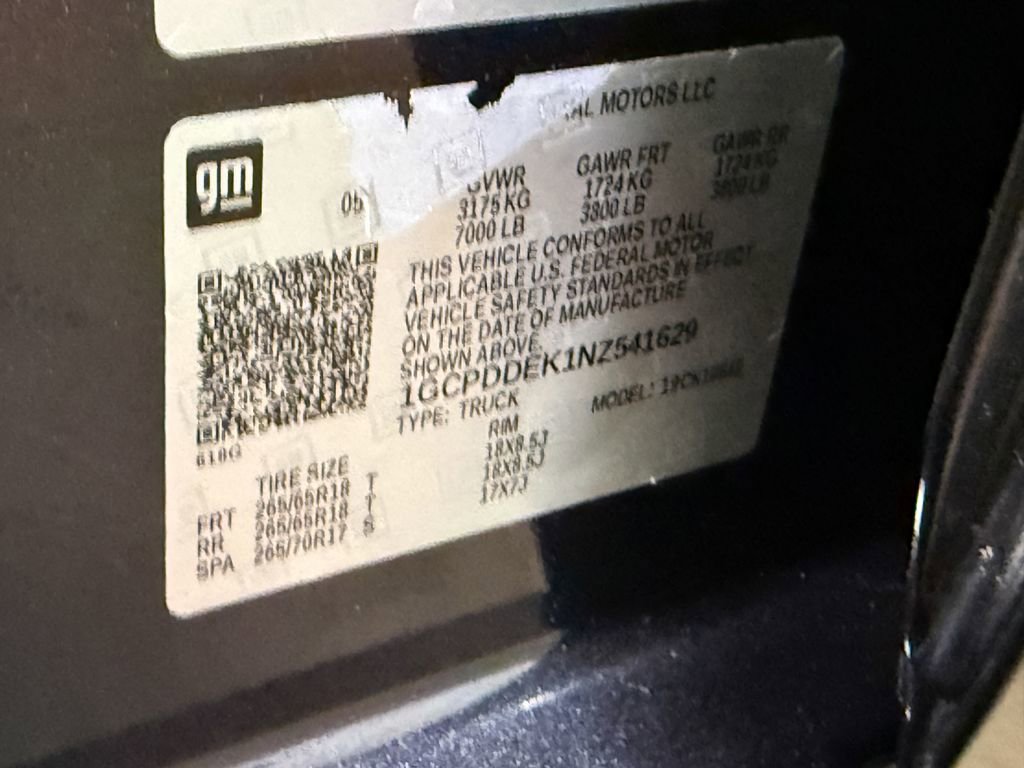 gm
AL MOTORS LLC
05
GVWR GAWR FRT GAWR RR
3175 KG 1724 KG 1724 KG
7000 LB 3800 LB 3800 LB
THIS VEHICLE CONFORMS TO ALL
APPLICABLE U.S. FEDERAL MOTOR
VEHICLE SAFETY STANDARDS IN EFFECT
ON THE DATE OF MANUFACTURE
SHOWN ABOVE.
1GCPDDEK1NZ541629
TYPE: TRUCK MODEL:
618G
TIRE SIZE RIM
FRT 265/65R18 T 18X8.5J
RR 265/65R18 T 18X8.5J
SPA 265/70R17 S 17X7J